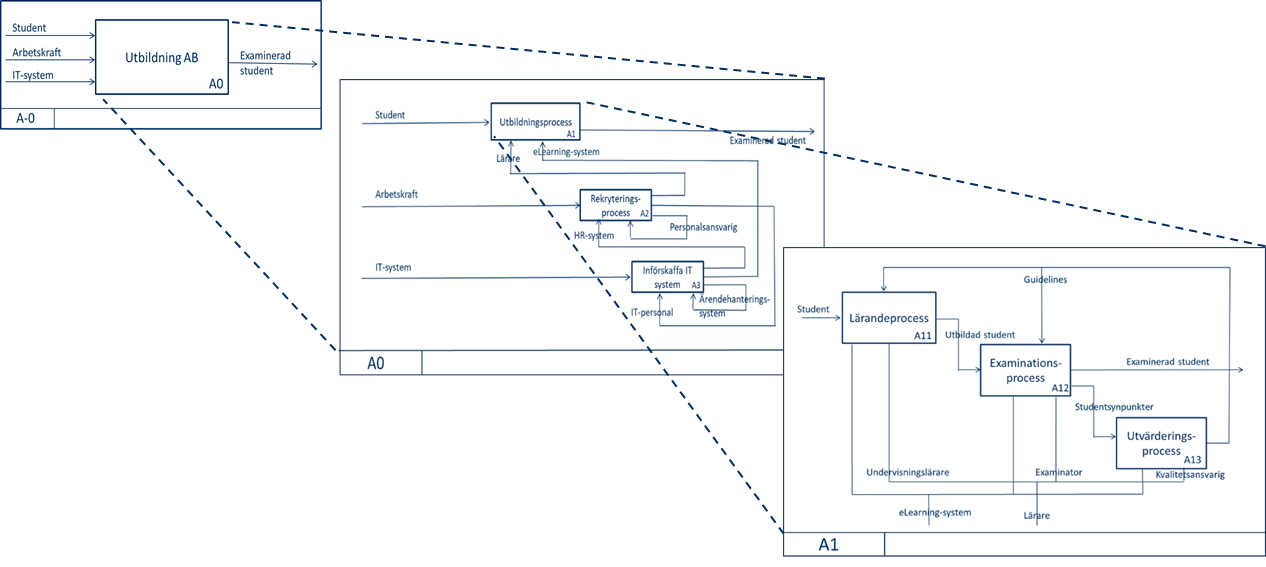 Student
Arbetskraft
IT-system
Utbildning AB
A0
Examinerad
student
A-0
Student
Utbildningsprocess
A1
Examinerad student
Lärare
eLearning-system
Arbetskraft
Rekryterings-
process
A2
Personalsansvarig
HR-system
IT-system
Införskaffa IT
system
A3
Ärendehanterings-
system
IT-personal
A0
Guidelines
Student
Lärandeprocess
A11
Utbildad student
Examinations-
process
A12
Examinerad student
Studentsynpunkter
Utvärderings-
process
A13
Undervisningslärare
Examinator
Kvalitetsansvarig
eLearning-system
Lärare
A1